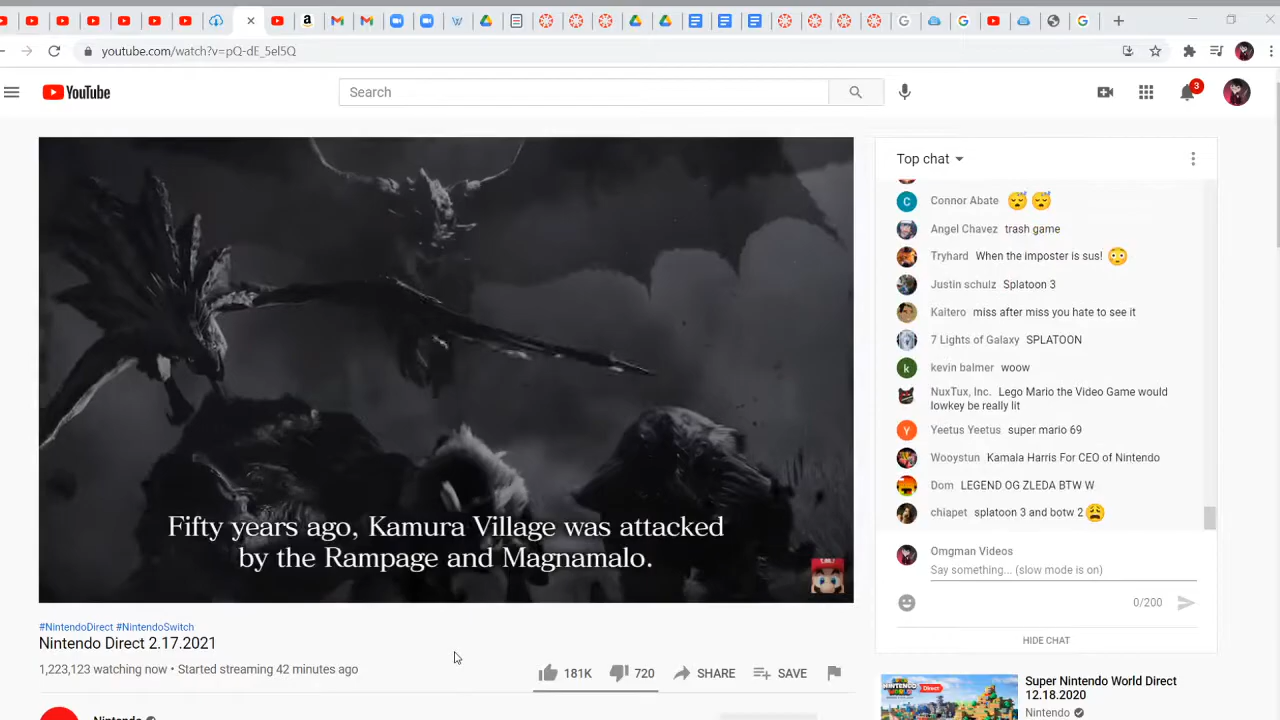 youtube.com/watch?v=pQ-dE_5el5Q
YouTube
Search
3
Fifty years ago, Kamura Village was attacked
by the Rampage and Magnamalo.
#NintendoDirect #NintendoSwitch
Nintendo Direct 2.17.2021
1,223,123 watching now • Started streaming 42 minutes ago
181K
720
SHARE
SAVE
Nintendo
Top chat
Connor Abate 😴 😴
Angel Chavez trash game
Tryhard When the imposter is sus! 😳
Justin schulz Splatoon 3
Kaitero miss after miss you hate to see it
7 Lights of Galaxy SPLATOON
kevin balmer woow
NuxTux, Inc. Lego Mario the Video Game would
lowkey be really lit
Yeetus Yeetus super mario 69
Wooystun Kamala Harris For CEO of Nintendo
Dom LEGEND OG ZLEDA BTW W
chiapet splatoon 3 and botw 2 😩
Omgman Videos
Say something... (slow mode is on)
0/200
HIDE CHAT
Super Nintendo World Direct
12.18.2020
Nintendo